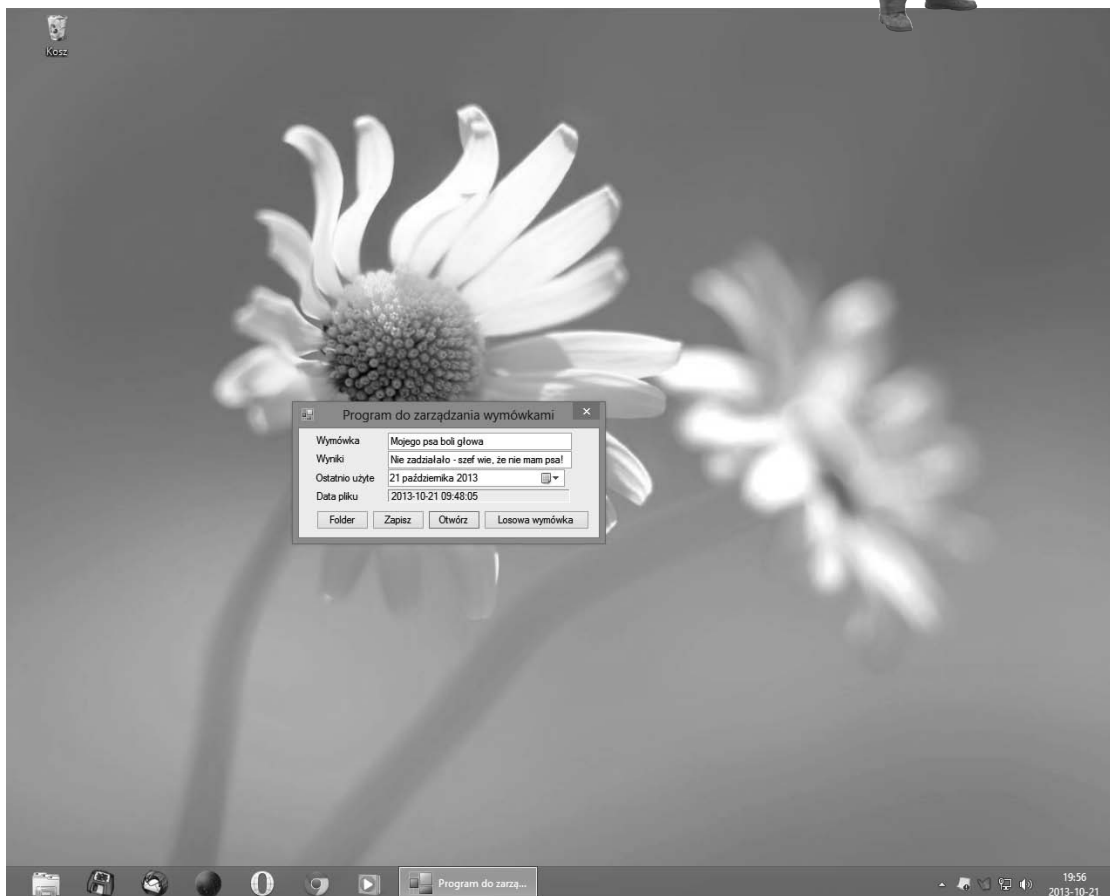 Kosz
Program do zarządzania wymówkami
Wymówka Mojego psa boli głowa
Wyniki Nie zadziałało - szef wie, że nie mam psa!
Ostatnio użyte 21 października 2013
Data pliku 2013-10-21 09:48:05
Folder Zapisz Otwórz Losowa wymówka
Program do zarzą...
19:56
2013-10-21